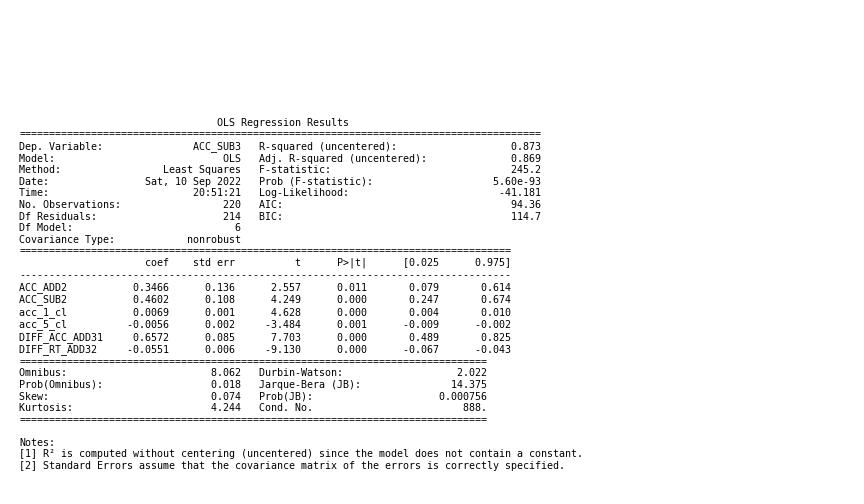 OLS Regression Results
=======================================================================================
Dep. Variable:               ACC_SUB3   R-squared (uncentered):                   0.873
Model:                            OLS   Adj. R-squared (uncentered):              0.869
Method:                 Least Squares   F-statistic:                              245.2
Date:                Sat, 10 Sep 2022   Prob (F-statistic):                    5.60e-93
Time:                        20:51:21   Log-Likelihood:                         -41.181
No. Observations:                 220   AIC:                                      94.36
Df Residuals:                     214   BIC:                                      114.7
Df Model:                           6
Covariance Type:            nonrobust
==================================================================================
                     coef    std err          t      P>|t|      [0.025      0.975]
----------------------------------------------------------------------------------
ACC_ADD2           0.3466      0.136      2.557      0.011       0.079       0.614
ACC_SUB2           0.4602      0.108      4.249      0.000       0.247       0.674
acc_1_cl           0.0069      0.001      4.628      0.000       0.004       0.010
acc_5_cl          -0.0056      0.002     -3.484      0.001      -0.009      -0.002
DIFF_ACC_ADD31     0.6572      0.085      7.703      0.000       0.489       0.825
DIFF_RT_ADD32     -0.0551      0.006     -9.130      0.000      -0.067      -0.043
==============================================================================
Omnibus:                        8.062   Durbin-Watson:                   2.022
Prob(Omnibus):                  0.018   Jarque-Bera (JB):               14.375
Skew:                           0.074   Prob(JB):                     0.000756
Kurtosis:                       4.244   Cond. No.                         888.
==============================================================================
Notes:
[1] R² is computed without centering (uncentered) since the model does not contain a constant.
[2] Standard Errors assume that the covariance matrix of the errors is correctly specified.